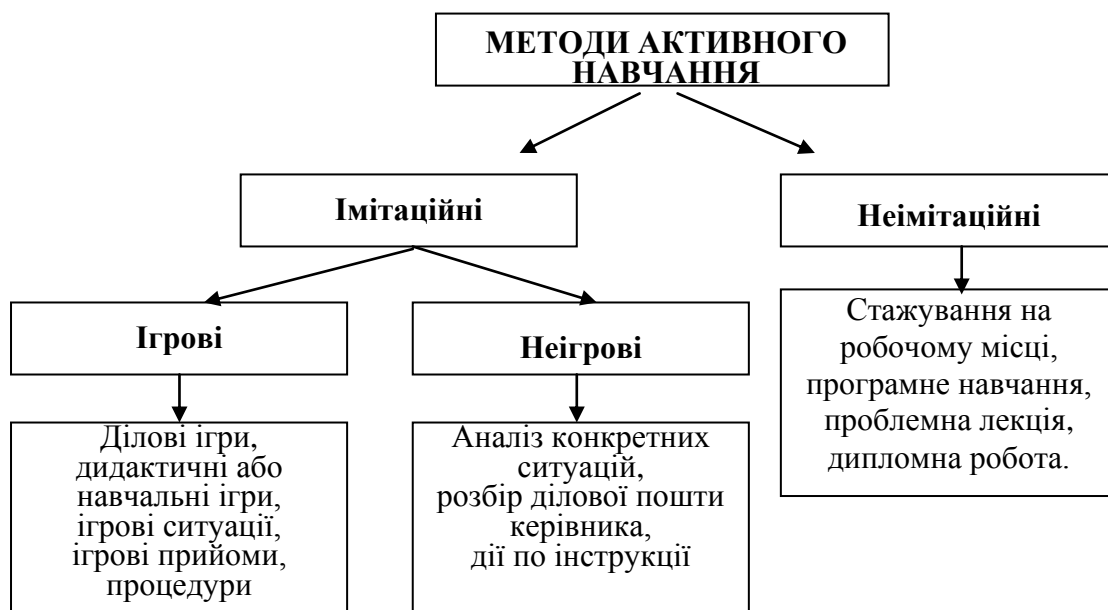 МЕТОДИ АКТИВНОГО
НАВЧАННЯ
Імітаційні
Неімітаційні
Ігрові
Неігрові
Стажування на
робочому місці,
програмне навчання,
проблемна лекція,
дипломна робота.
Ділові ігри,
дидактичні або
навчальні ігри,
ігрові ситуації,
ігрові прийоми,
процедури
Аналіз конкретних
ситуацій,
розбір ділової пошти
керівника,
дії по інструкції